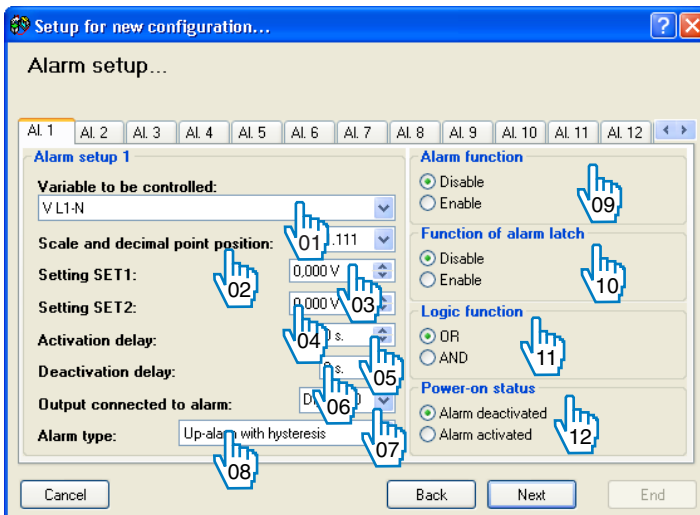 Setup for new configuration...
Alarm setup...
Al. 1 Al. 2 Al. 3 Al. 4 Al. 5 Al. 6 Al. 7 Al. 8 Al. 9 Al. 10 Al. 11 Al. 12
Alarm setup 1
Variable to be controlled:
V L1-N
01
Scale and decimal point position: .111
02
Setting SET1: 0,000 V
03
Setting SET2: 0,000 V
04
Activation delay: s.
05
Deactivation delay: s.
06
Output connected to alarm:
07
Alarm type: Up-alarm with hysteresis
08
Alarm function
Disable
Enable
09
Function of alarm latch
Disable
Enable
10
Logic function
OR
AND
11
Power-on status
Alarm deactivated
Alarm activated
12
Cancel Back Next End